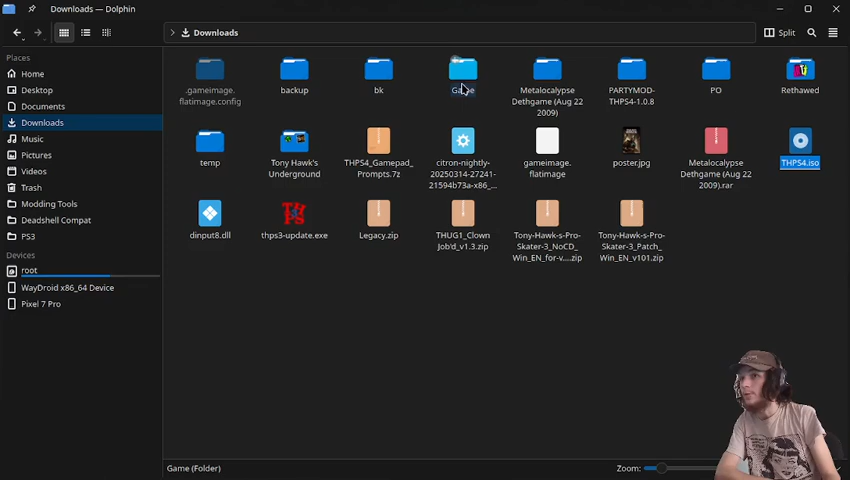 Downloads — Dolphin
Downloads
Split
Places
Home
Desktop
Documents
Downloads
Music
Pictures
Videos
Trash
Modding Tools
Deadshell Compat
PS3
Devices
root
WayDroid x86_64 Device
Pixel 7 Pro
.gameimage.
flatimage.config
backup
bk
Game
Metalocalypse
Dethgame (Aug 22
2009)
PARTYMOD-
THPS4-1.0.8
PO
Rethawed
temp
Tony Hawk's
Underground
THPS4_Gamepad_
Prompts.7z
citron-nightly-
20250314-27241-
21594b73a-x86_...
gameimage.
flatimage
poster.jpg
Metalocalypse
Dethgame (Aug 22
2009).rar
THPS4.iso
dinput8.dll
thps3-update.exe
Legacy.zip
THUG1_Clown
Job'd_v1.3.zip
Tony-Hawk-s-Pro-
Skater-3_NoCD_
Win_EN_for-v....zip
Tony-Hawk-s-Pro-
Skater-3_Patch_
Win_EN_v101.zip
Game (Folder)
Zoom: